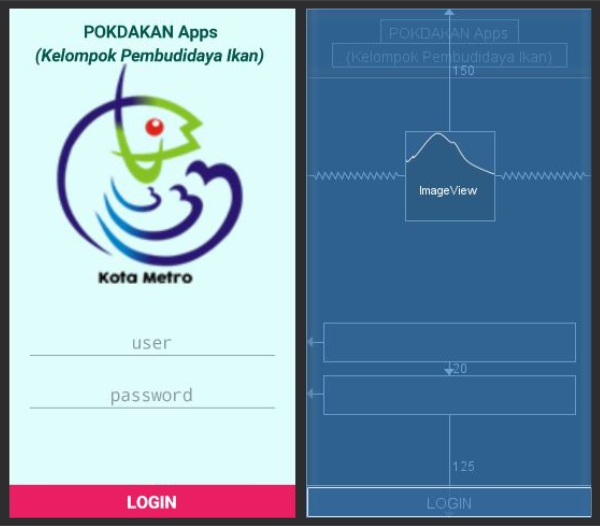 POKDAKAN Apps
(Kelompok Pembudidaya Ikan)
Kota Metro
user
password
LOGIN
POKDAKAN Apps
(Kelompok Pembudidaya Ikan)
150
ImageView
20
125
LOGIN